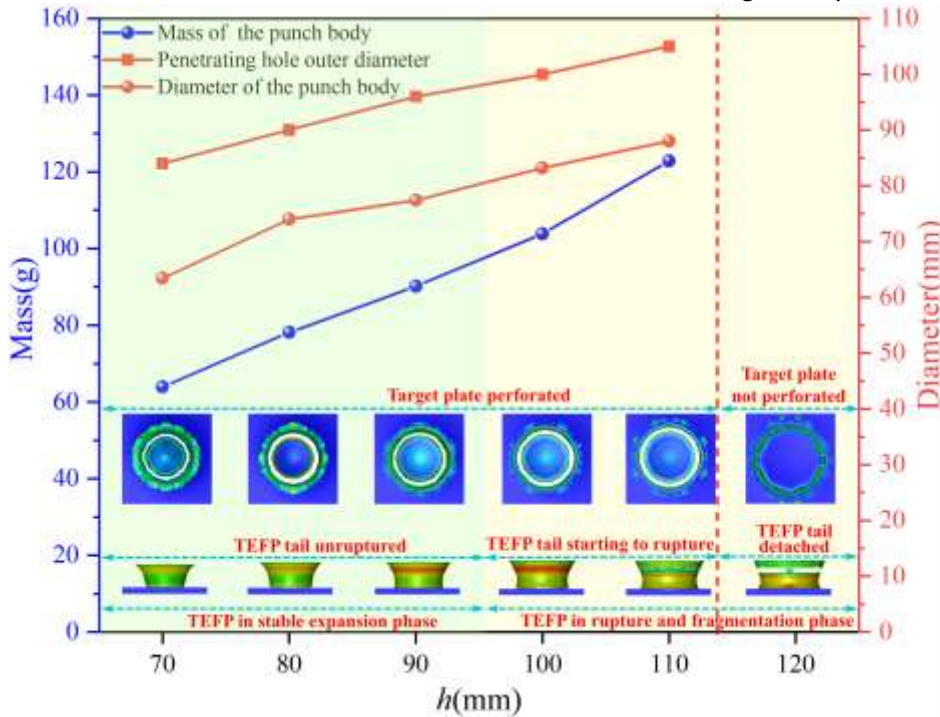 Mass of the punch body
Penetrating hole outer diameter
Diameter of the punch body
160
140
120
100
80
60
40
20
0
Mass(g)
110
100
90
80
70
60
50
40
30
20
10
0
Diameter(mm)
Target plate perforated
Target plate
not perforated
TEFP tail unruptured
TEFP tail starting to rupture
TEFP tail
detached
TEFP in stable expansion phase
TEFP in rupture and fragmentation phase
70
80
90
100
110
120
h(mm)